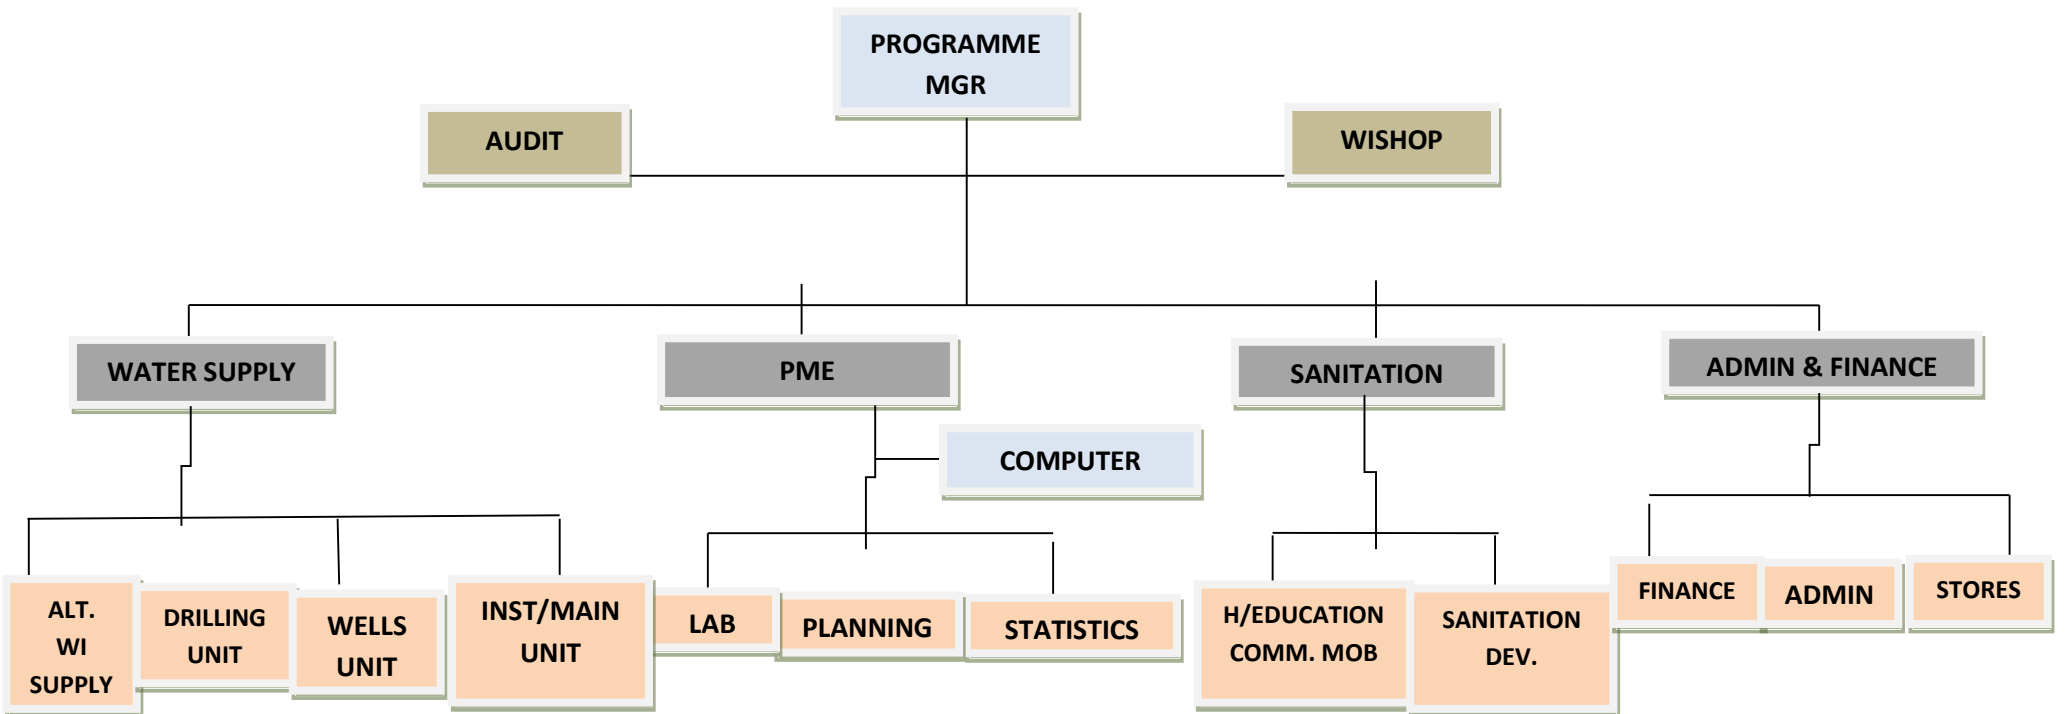 PROGRAMME
MGR
AUDIT
WISHOP
WATER SUPPLY
PME
SANITATION
ADMIN & FINANCE
COMPUTER
ALT.
WI
SUPPLY
DRILLING
UNIT
WELLS
UNIT
INST/MAIN
UNIT
LAB
PLANNING
STATISTICS
H/EDUCATION
COMM. MOB
SANITATION
DEV.
FINANCE
ADMIN
STORES